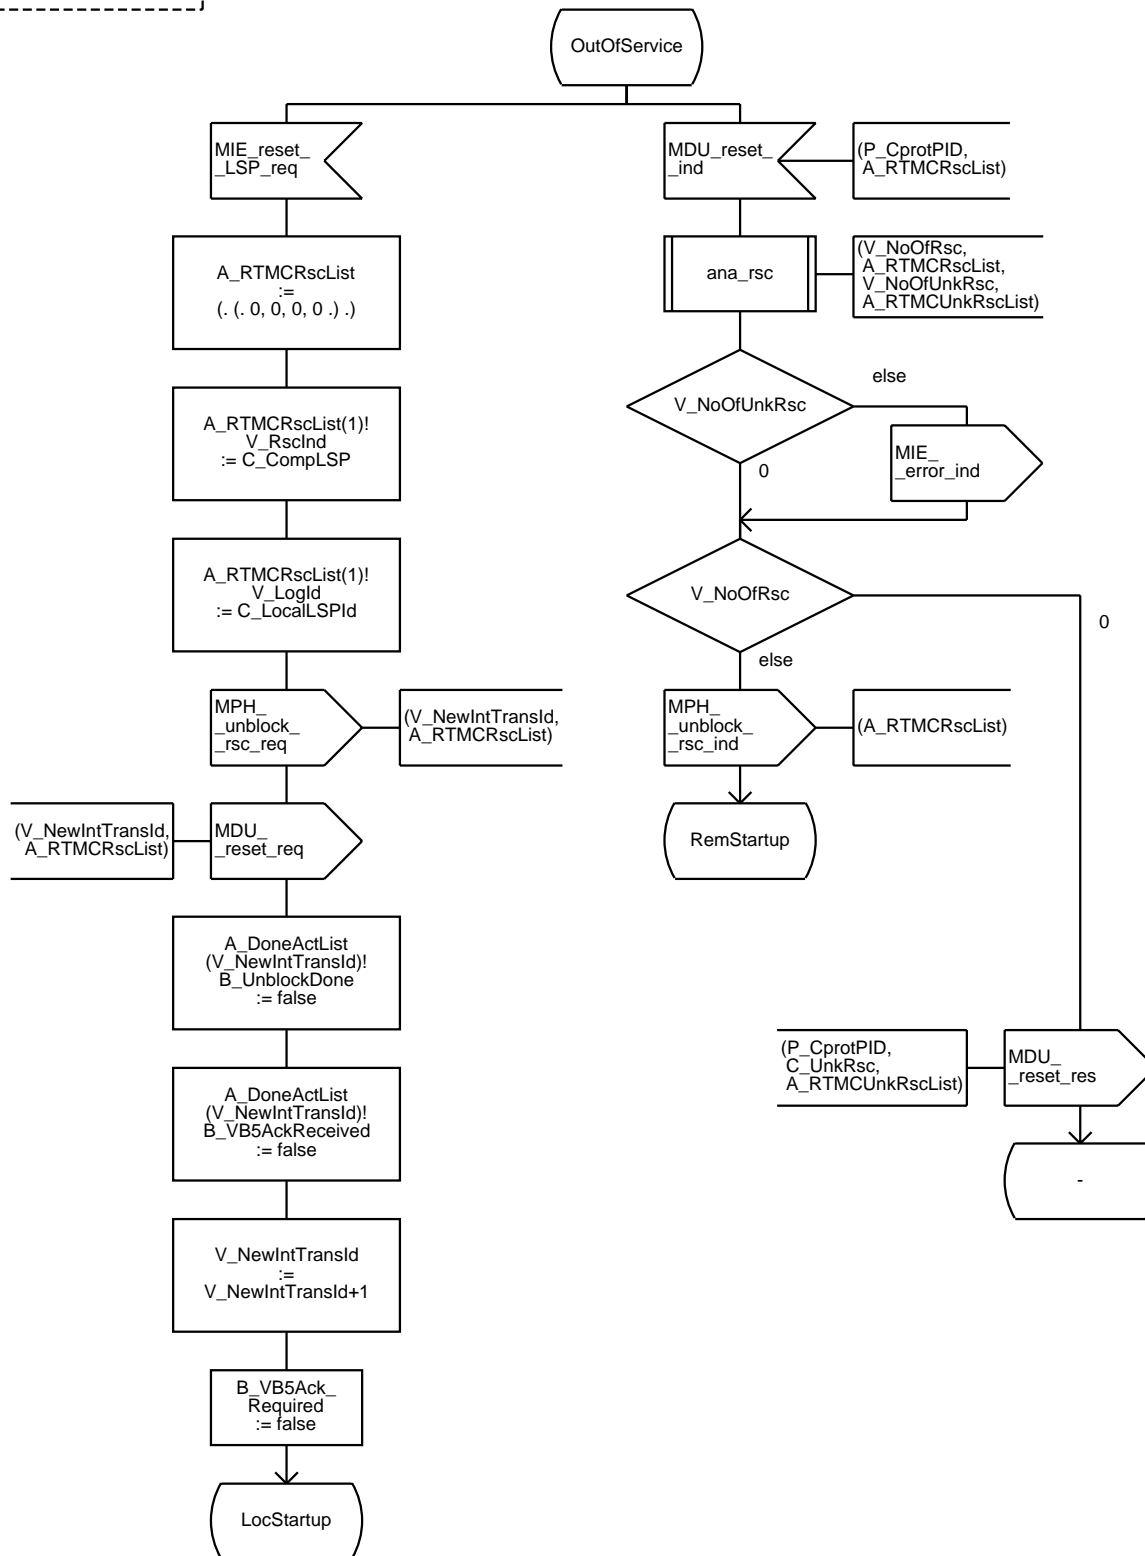 OutOfService
MIE_reset_
_LSP_req
A_RTMCRscList
:=
(. (. 0, 0, 0, 0 .) .)
A_RTMCRscList(1)!
V_RscInd
:= C_CompLSP
A_RTMCRscList(1)!
V_LogId
:= C_LocalLSPId
MPH_
_unblock_
_rsc_req
(V_NewIntTransId,
A_RTMCRscList)
(V_NewIntTransId,
A_RTMCRscList)
MDU_
_reset_req
A_DoneActList
(V_NewIntTransId)!
B_UnblockDone
:= false
A_DoneActList
(V_NewIntTransId)!
B_VB5AckReceived
:= false
V_NewIntTransId
:=
V_NewIntTransId+1
B_VB5Ack_
Required
:= false
LocStartup
MDU_reset_
_ind
(P_CprotPID,
A_RTMCRscList)
ana_rsc
(V_NoOfRsc,
A_RTMCRscList,
V_NoOfUnkRsc,
A_RTMCUnkRscList)
V_NoOfUnkRsc
else
MIE_
_error_ind
0
V_NoOfRsc
0
else
MPH_
_unblock_
_rsc_ind
(A_RTMCRscList)
RemStartup
(P_CprotPID,
C_UnkRsc,
A_RTMCUnkRscList)
MDU_
_reset_res
-